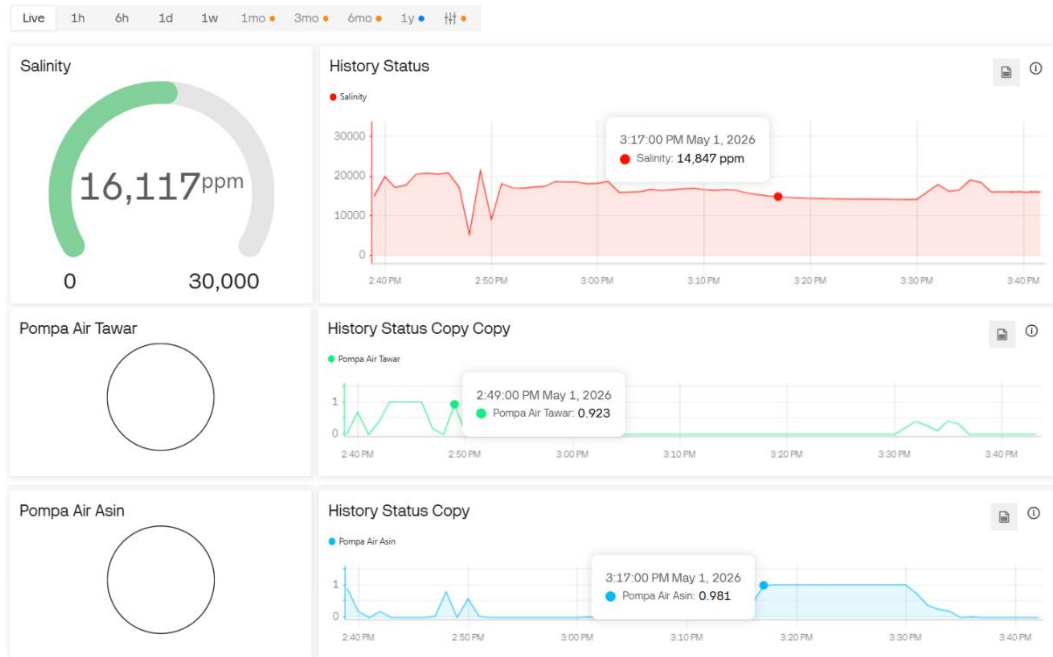 Live 1h 6h 1d 1w 1mo 3mo 6mo 1y
Salinity
16,117 ppm
0 30,000
History Status
Salinity
3:17:00 PM May 1, 2026
Salinity: 14,847 ppm
30000
20000
10000
0
2:40 PM 2:50 PM 3:00 PM 3:10 PM 3:20 PM 3:30 PM 3:40 PM
Pompa Air Tawar
History Status Copy Copy
Pompa Air Tawar
2:49:00 PM May 1, 2026
Pompa Air Tawar: 0.923
1
0
2:40 PM 2:50 PM 3:00 PM 3:10 PM 3:20 PM 3:30 PM 3:40 PM
Pompa Air Asin
History Status Copy
Pompa Air Asin
3:17:00 PM May 1, 2026
Pompa Air Asin: 0.981
1
0
2:40 PM 2:50 PM 3:00 PM 3:10 PM 3:20 PM 3:30 PM 3:40 PM